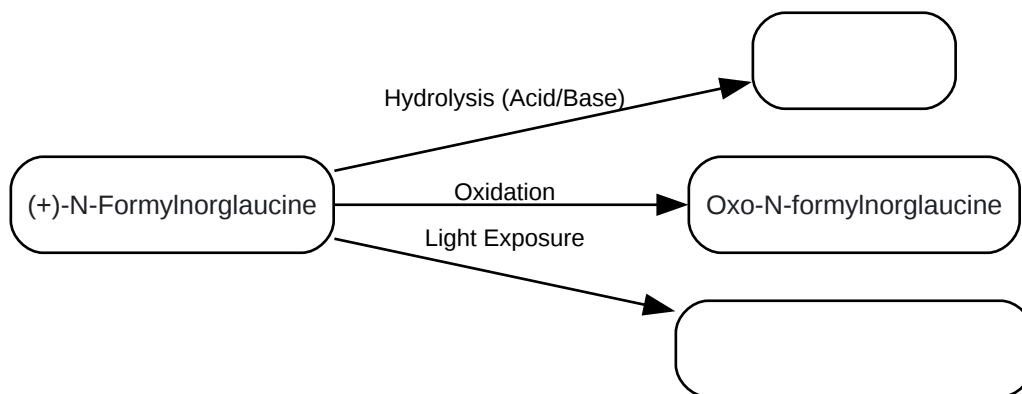 Hydrolysis (Acid/Base)
(+)-N-Formylnorglaucine
Oxidation
Oxo-N-formylnorglaucine
Light Exposure